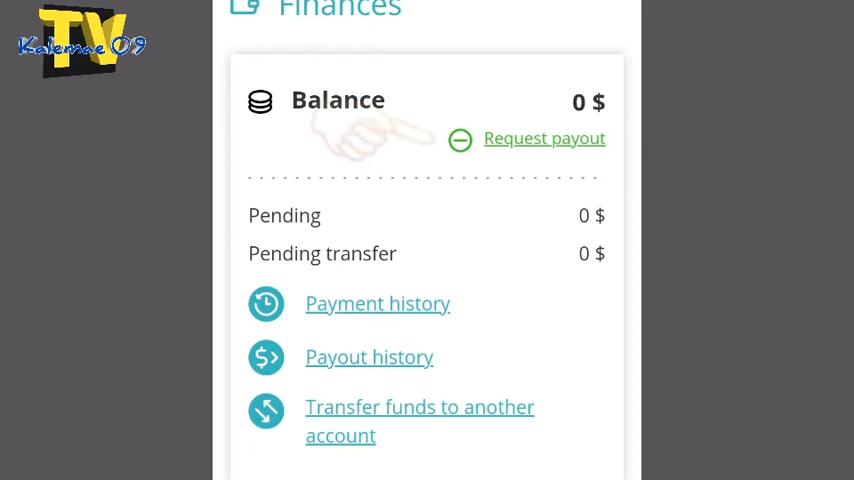 TV
Kalemae 09
Finances
Balance 0 $
Request payout
Pending 0 $
Pending transfer 0 $
Payment history
Payout history
Transfer funds to another
account